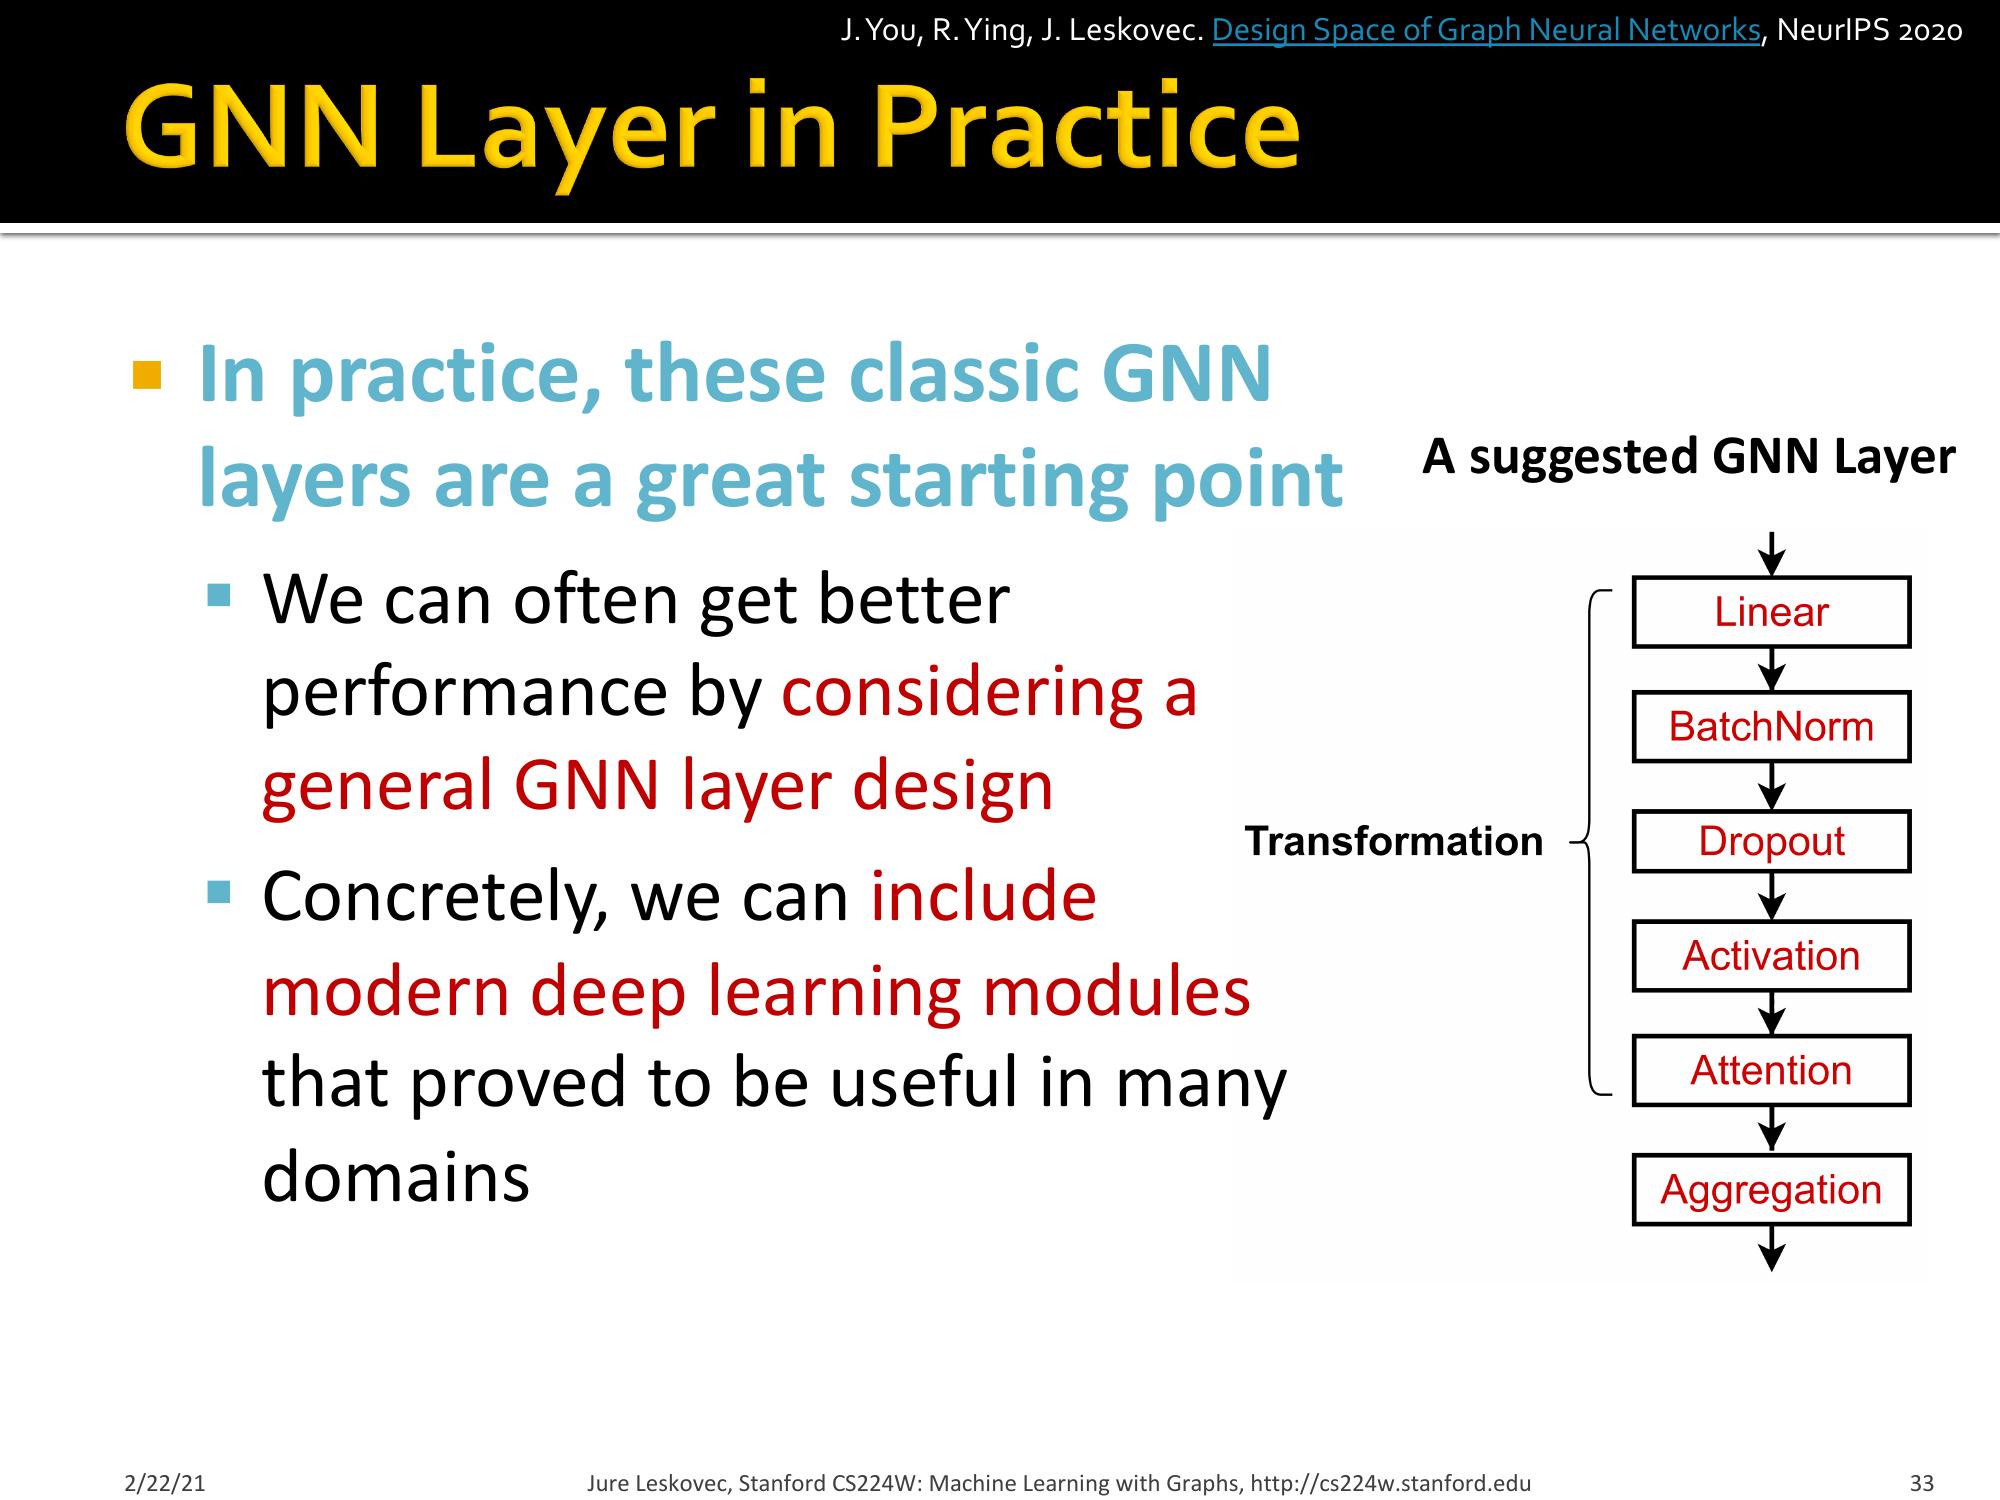 J. You, R. Ying, J. Leskovec. Design Space of Graph Neural Networks, NeurIPS 2020
GNN Layer in Practice
In practice, these classic GNN
layers are a great starting point
We can often get better
performance by considering a
general GNN layer design
Concretely, we can include
modern deep learning modules
that proved to be useful in many
domains
A suggested GNN Layer
Transformation
Linear
BatchNorm
Dropout
Activation
Attention
Aggregation
2/22/21
Jure Leskovec, Stanford CS224W: Machine Learning with Graphs, http://cs224w.stanford.edu
33